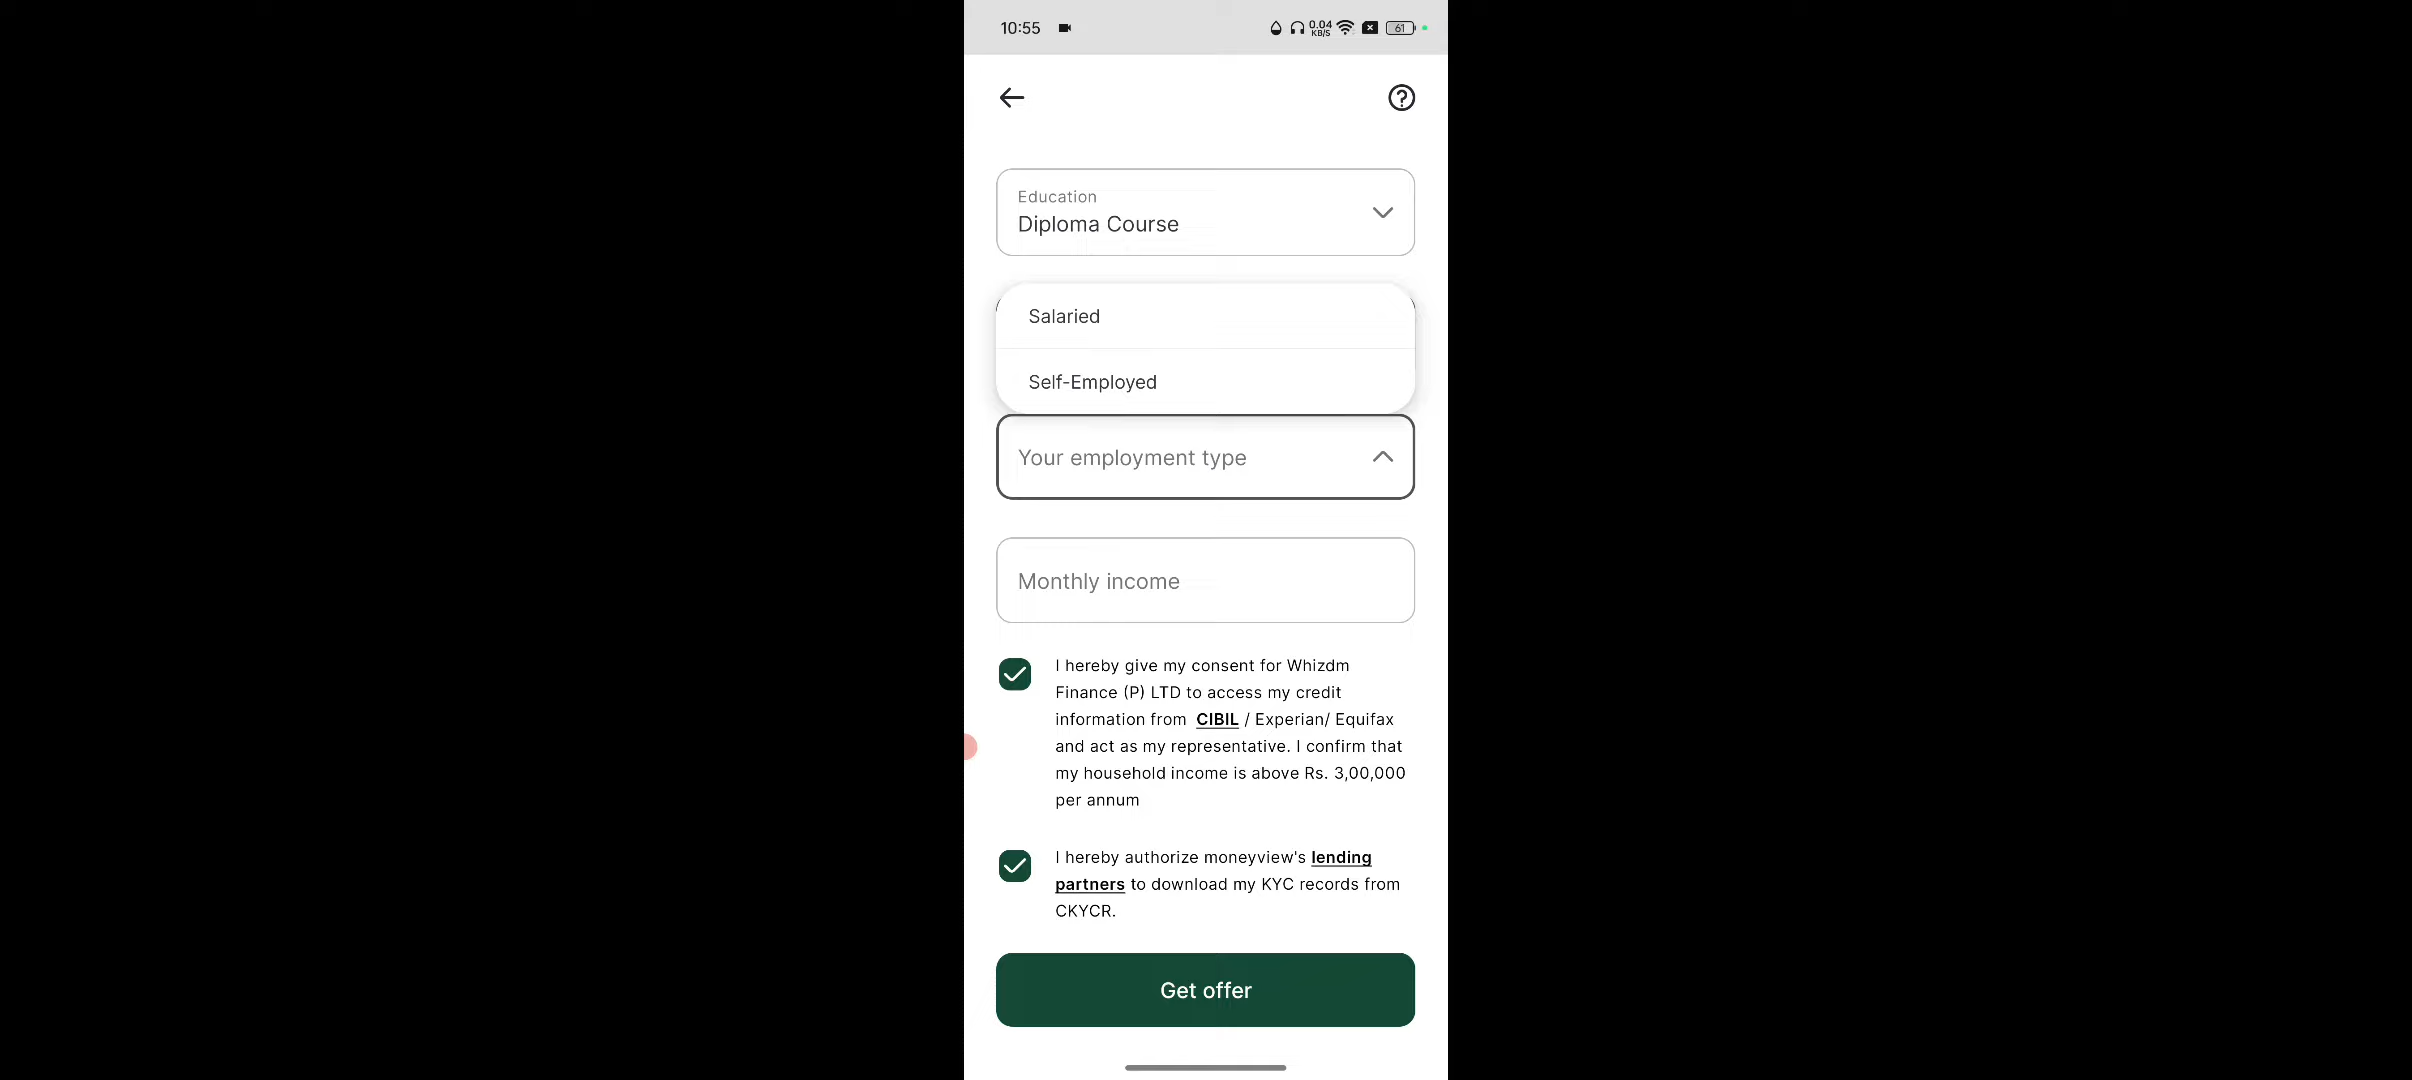 10:55
0.04
KB/S
61
Education
Diploma Course
Salaried
Self-Employed
Your employment type
Monthly income
I hereby give my consent for Whizdm
Finance (P) LTD to access my credit
information from CIBIL / Experian/ Equifax
and act as my representative. I confirm that
my household income is above Rs. 3,00,000
per annum
I hereby authorize moneyview's lending
partners to download my KYC records from
CKYCR.
Get offer